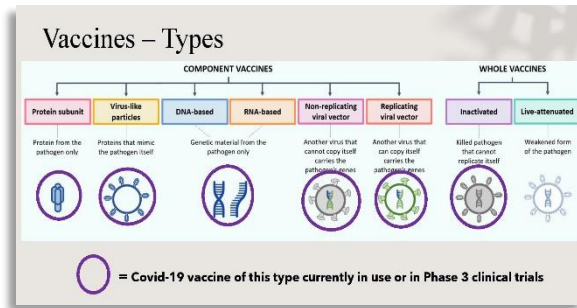 Vaccines – Types
COMPONENT VACCINES
WHOLE VACCINES
Protein subunit
Virus-like
particles
DNA-based
RNA-based
Non-replicating
viral vector
Replicating
viral vector
Inactivated
Live-attenuated
Protein from the
pathogen only
Proteins that mimic
the pathogen itself
Genetic material from the
pathogen only
Another virus that
cannot copy itself
carries the
pathogen's genes
Another virus that
can copy itself
carries the
pathogen's genes
Killed pathogen that
cannot replicate itself
Weakened form
of the pathogen
= Covid-19 vaccine of this type currently in use or in Phase 3 clinical trials